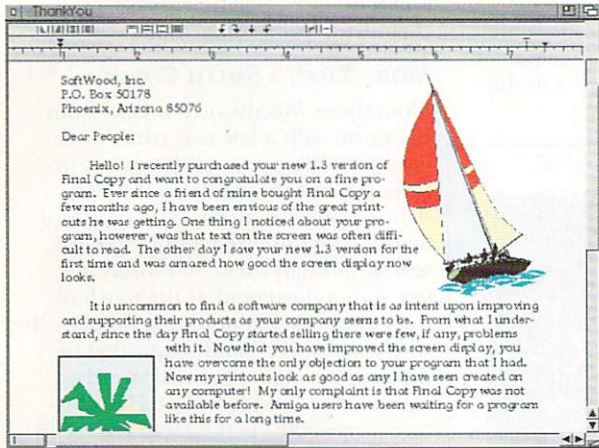 ThankYou
SoftWood, Inc.
P.O. Box 50178
Phoenix, Arizona 85076
Dear People:
Hello! I recently purchased your new 1.3 version of
Final Copy and want to congratulate you on a fine pro-
gram. Ever since a friend of mine bought Final Copy a
few months ago, I have been envious of the great print-
outs he was getting. One thing I noticed about your pro-
gram, however, was that text on the screen was often diffi-
cult to read. The other day I saw your new 1.3 version for the
first time and was amazed how good the screen display now
looks.
It is uncommon to find a software company that is as intent upon improving
and supporting their products as your company seems to be. From what I under-
stand, since the day Final Copy started selling there were few, if any, problems
with it. Now that you have improved the screen display, you
have overcome the only objection to your program that I had.
Now my printouts look as good as any I have seen created on
any computer! My only complaint is that Final Copy was not
available before. Amiga users have been waiting for a program
like this for a long time.
1